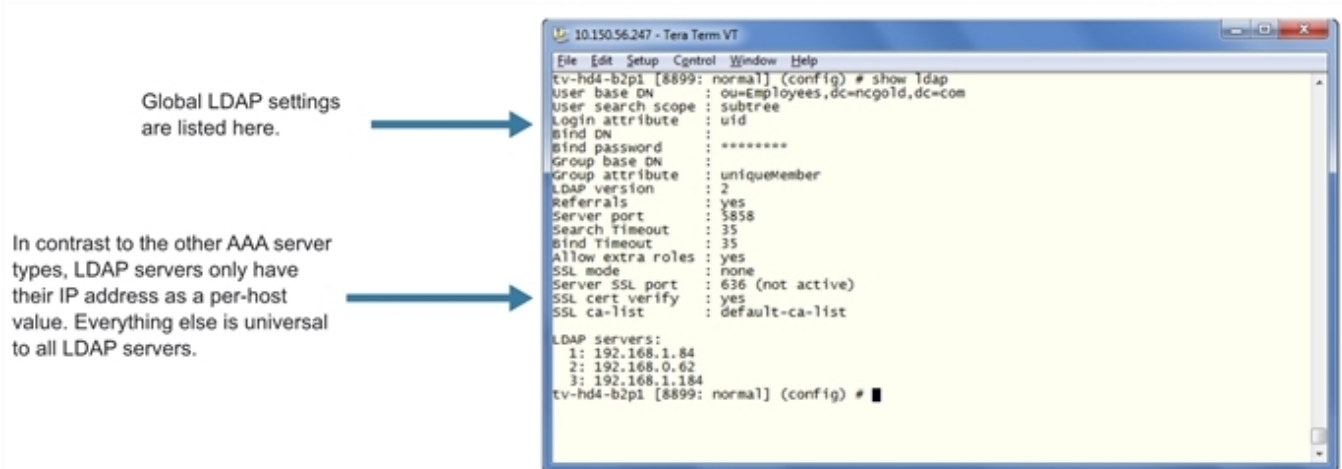 Global LDAP settings
are listed here.
In contrast to the other AAA server
types, LDAP servers only have
their IP address as a per-host
value. Everything else is universal
to all LDAP servers.
10.150.56.247 - Tera Term VT
File Edit Setup Control Window Help
tv-hd4-b2p1 [8899: normal] (config) # show ldap
User base DN : ou=Employees,dc=ncgold,dc=com
User search scope : subtree
Login attribute : uid
Bind DN :
Bind password : ********
Group base DN :
Group attribute : uniqueMember
LDAP version : 2
Referrals : yes
Server port : 5858
Search Timeout : 35
Bind Timeout : 35
Allow extra roles : yes
SSL mode : none
Server SSL port : 636 (not active)
SSL cert verify : yes
SSL ca-list : default-ca-list
LDAP servers:
1: 192.168.1.84
2: 192.168.0.62
3: 192.168.1.184
tv-hd4-b2p1 [8899: normal] (config) #